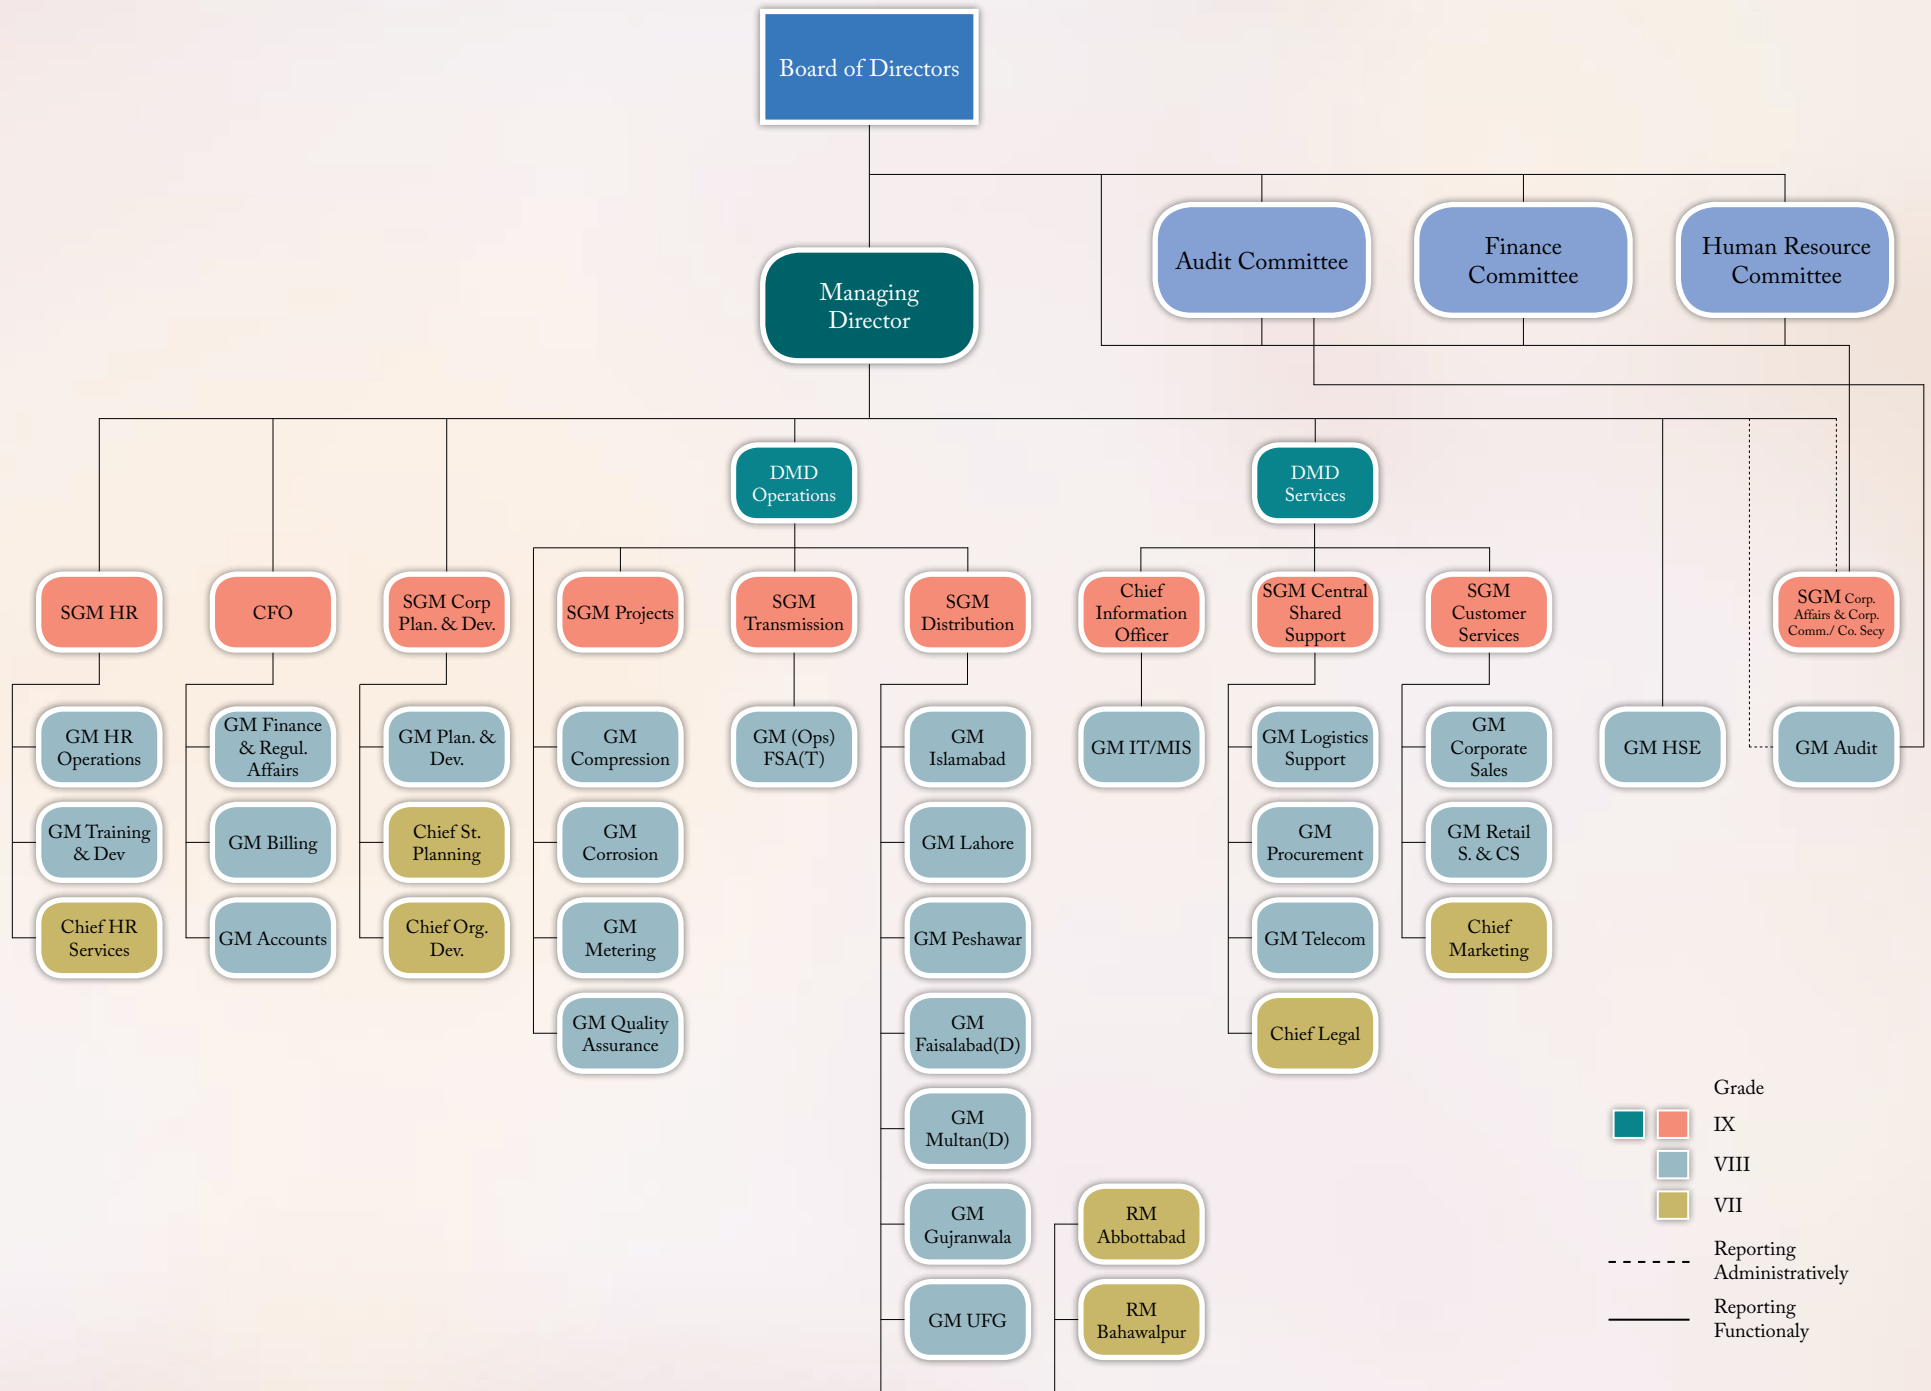 Board of Directors
Audit Committee
Finance
Committee
Human Resource
Committee
Managing
Director
DMD
Operations
DMD
Services
SGM HR
CFO
SGM Corp
Plan. & Dev.
SGM Projects
SGM
Transmission
SGM
Distribution
Chief
Information
Officer
SGM Central
Shared
Support
SGM
Customer
Services
SGM Corp.
Affairs & Corp.
Comm./ Co. Secy
GM HR
Operations
GM Finance
& Regul.
Affairs
GM Plan. &
Dev.
GM
Compression
GM (Ops)
FSA(T)
GM
Islamabad
GM IT/MIS
GM Logistics
Support
GM
Corporate
Sales
GM HSE
GM Audit
GM Training
& Dev
GM Billing
Chief St.
Planning
GM
Corrosion
GM Lahore
GM
Procurement
GM Retail
S. & CS
Chief HR
Services
GM Accounts
Chief Org.
Dev.
GM
Metering
GM Peshawar
GM Telecom
Chief
Marketing
GM Quality
Assurance
GM
Faisalabad(D)
Chief Legal
GM
Multan(D)
GM
Gujranwala
RM
Abbottabad
GM UFG
RM
Bahawalpur
Grade
IX
VIII
VII
Reporting
Administratively
Reporting
Functionaly